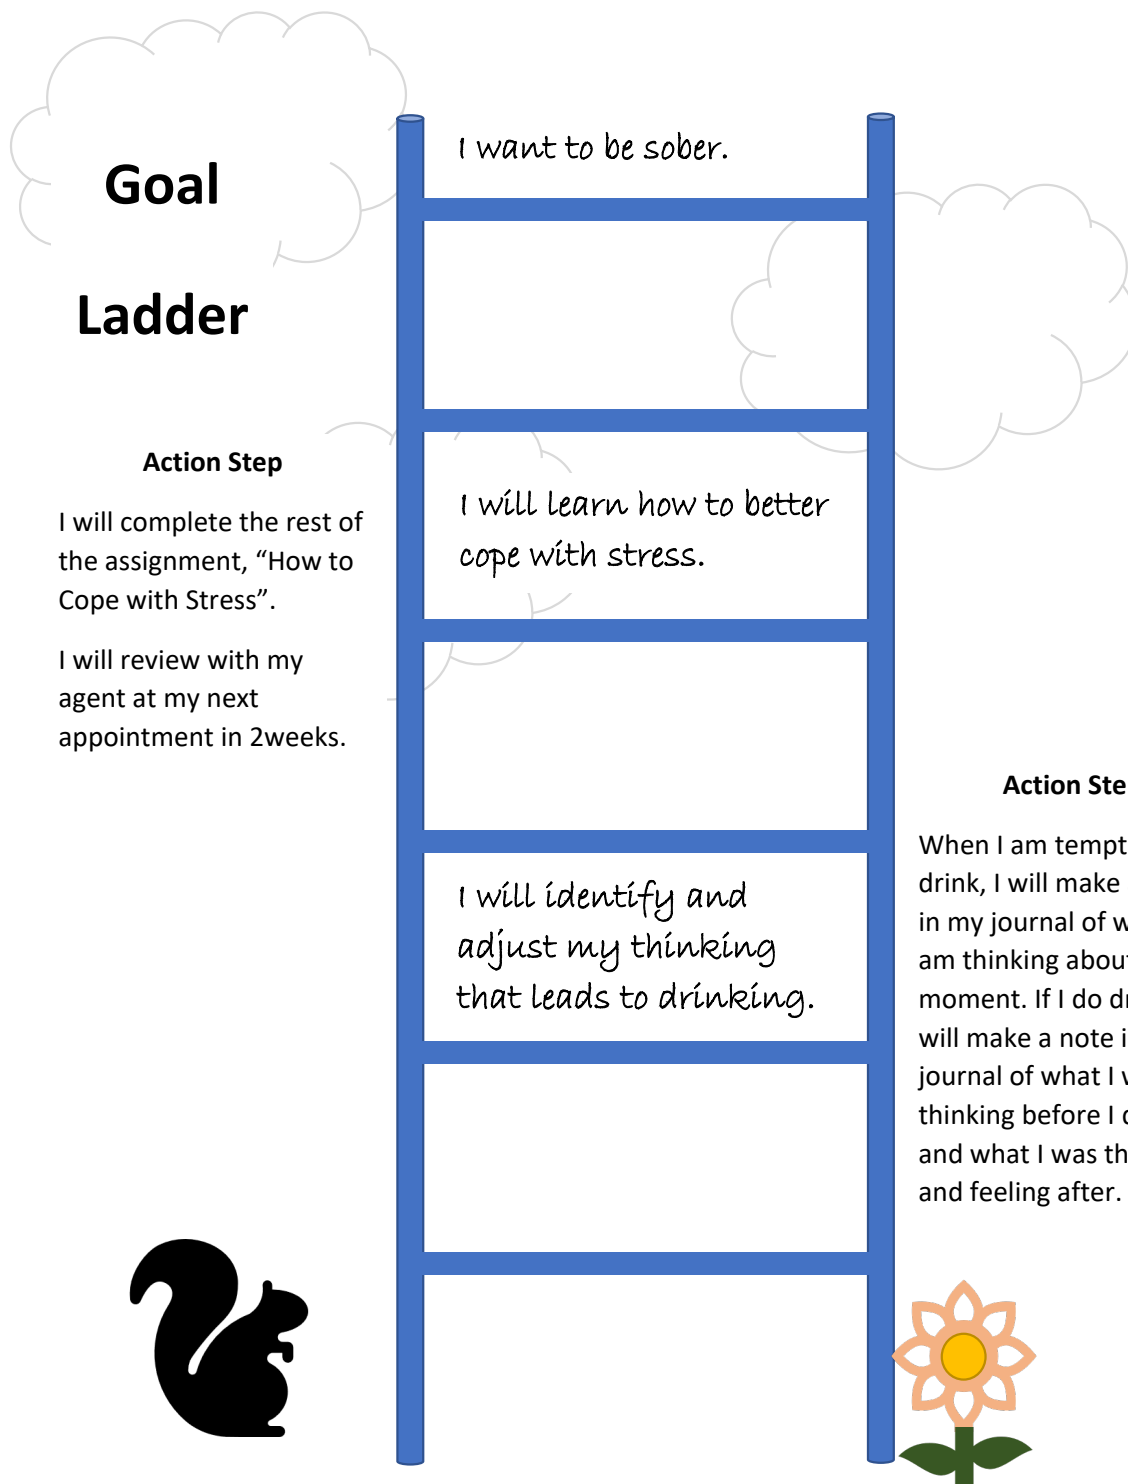 Goal
Ladder
I want to be sober.
Action Step
I will complete the rest of
the assignment, “How to
Cope with Stress”.
I will review with my
agent at my next
appointment in 2weeks.
I will learn how to better
cope with stress.
I will identify and
adjust my thinking
that leads to drinking.
Action
When I am
drink, I will make
in my journal of
am thinking
moment. If I do
will make a note
journal of what I
thinking before I
and what I was
and feeling after.